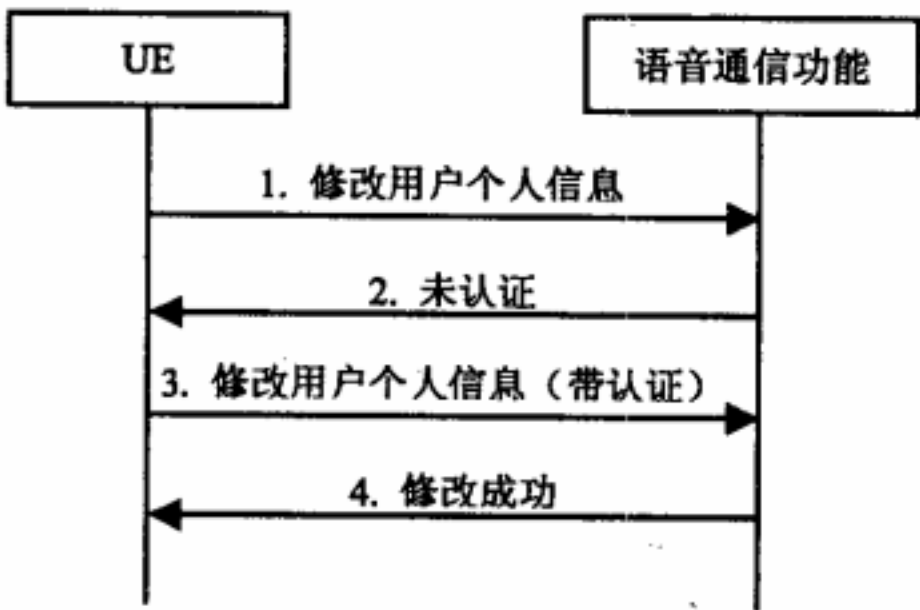 UE
语音通信功能
1. 修改用户个人信息
2. 未认证
3. 修改用户个人信息（带认证）
4. 修改成功